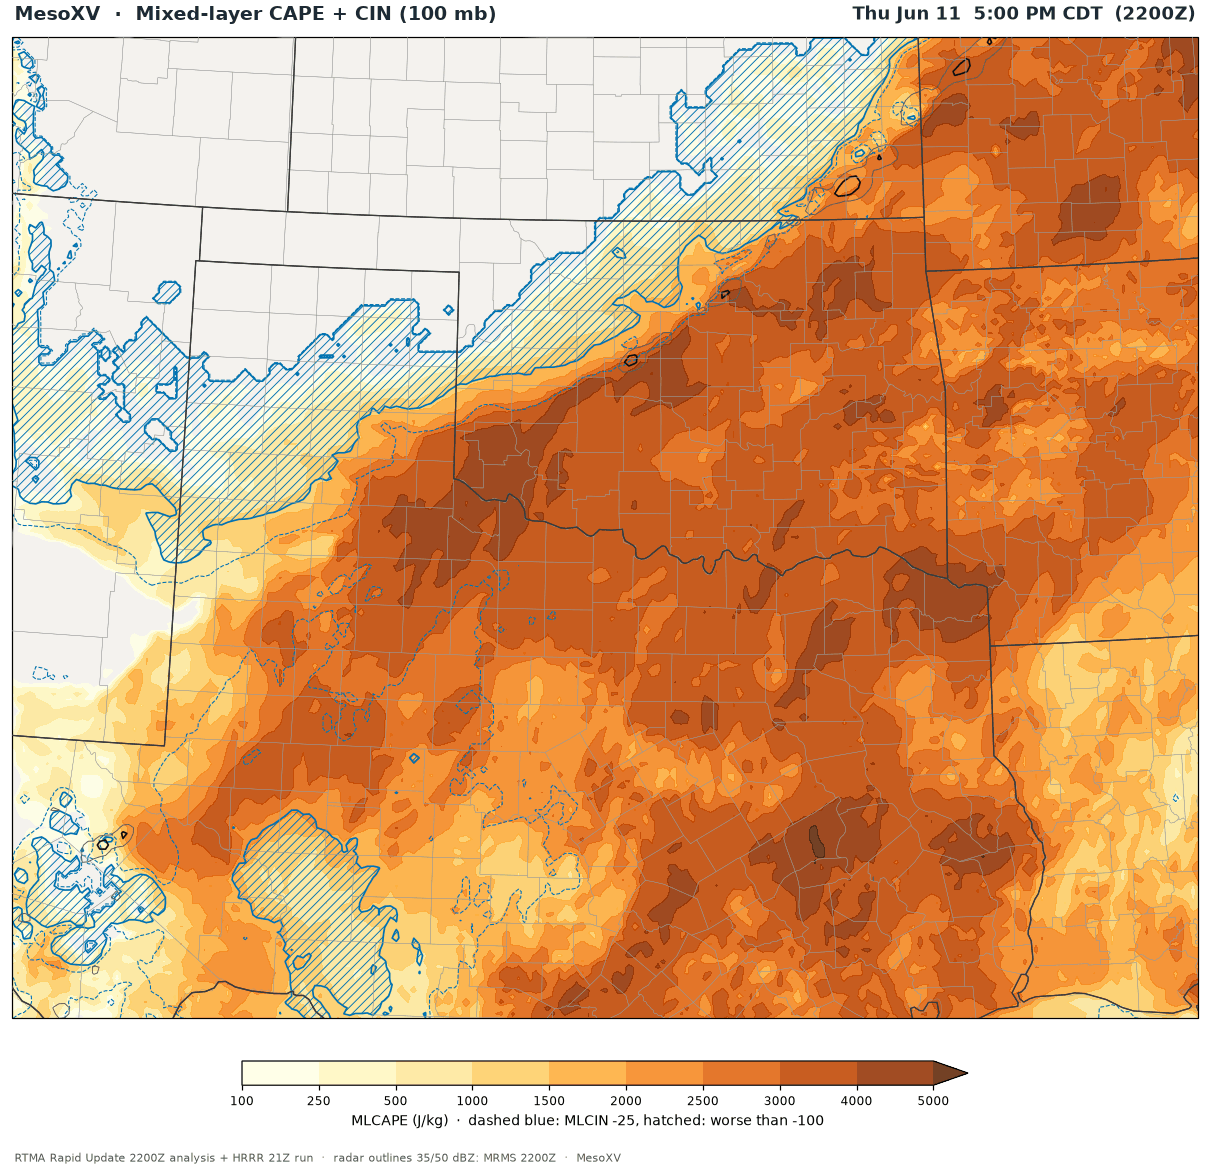 MesoXV · Mixed-layer CAPE + CIN (100 mb)
Thu Jun 11 5:00 PM CDT (2200Z)
100 250 500 1000 1500 2000 2500 3000 4000 5000
MLCAPE (J/kg) · dashed blue: MLCIN -25, hatched: worse than -100
RTMA Rapid Update 2200Z analysis + HRRR 21Z run · radar outlines 35/50 dBZ: MRMS 2200Z · MesoXV